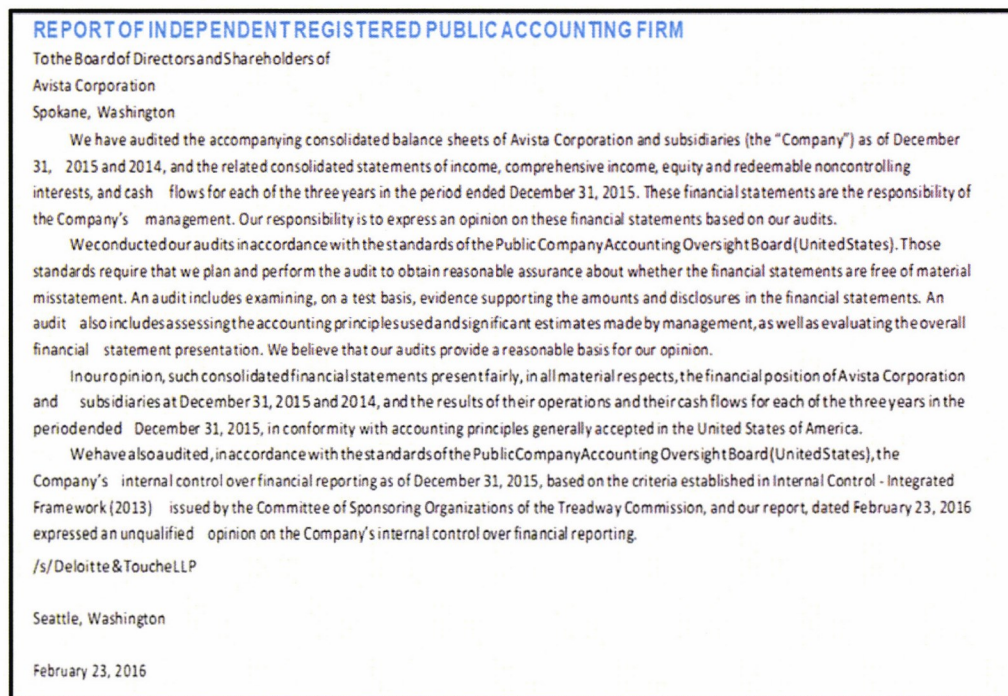 REPORT OF INDEPENDENT REGISTERED PUBLIC ACCOUNTING FIRM
To the Board of Directors and Shareholders of
Avista Corporation
Spokane, Washington
We have audited the accompanying consolidated balance sheets of Avista Corporation and subsidiaries (the “Company”) as of December
31, 2015 and 2014, and the related consolidated statements of income, comprehensive income, equity and redeemable noncontrolling
interests, and cash flows for each of the three years in the period ended December 31, 2015. These financial statements are the responsibility of
the Company’s management. Our responsibility is to express an opinion on these financial statements based on our audits.
We conducted our audits in accordance with the standards of the Public Company Accounting Oversight Board (United States). Those
standards require that we plan and perform the audit to obtain reasonable assurance about whether the financial statements are free of material
misstatement. An audit includes examining, on a test basis, evidence supporting the amounts and disclosures in the financial statements. An
audit also includes assessing the accounting principles used and significant estimates made by management, as well as evaluating the overall
financial statement presentation. We believe that our audits provide a reasonable basis for our opinion.
In our opinion, such consolidated financial statements present fairly, in all material respects, the financial position of Avista Corporation
and subsidiaries at December 31, 2015 and 2014, and the results of their operations and their cash flows for each of the three years in the
period ended December 31, 2015, in conformity with accounting principles generally accepted in the United States of America.
We have also audited, in accordance with the standards of the Public Company Accounting Oversight Board (United States), the
Company’s internal control over financial reporting as of December 31, 2015, based on the criteria established in Internal Control - Integrated
Framework (2013) issued by the Committee of Sponsoring Organizations of the Treadway Commission, and our report, dated February 23, 2016
expressed an unqualified opinion on the Company’s internal control over financial reporting.
/s/ Deloitte & Touche LLP
Seattle, Washington
February 23, 2016